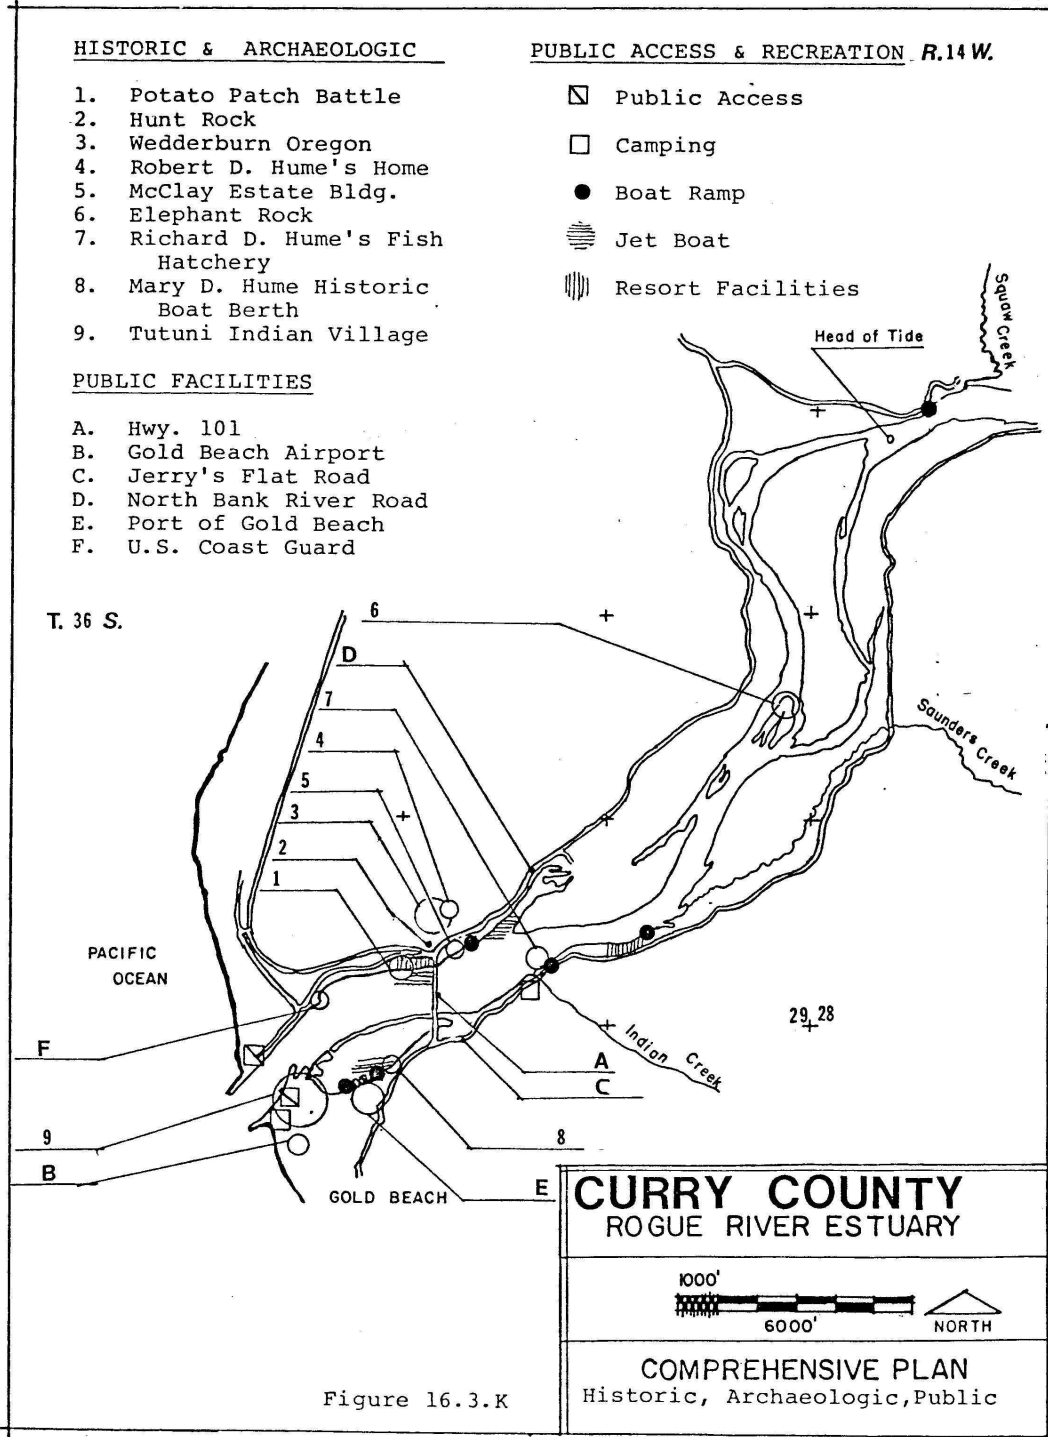 HISTORIC & ARCHAEOLOGIC
1. Potato Patch Battle
2. Hunt Rock
3. Wedderburn Oregon
4. Robert D. Hume's Home
5. McClay Estate Bldg.
6. Elephant Rock
7. Richard D. Hume's Fish
Hatchery
8. Mary D. Hume Historic
Boat Berth
9. Tutuni Indian Village
PUBLIC FACILITIES
A. Hwy. 101
B. Gold Beach Airport
C. Jerry's Flat Road
D. North Bank River Road
E. Port of Gold Beach
F. U.S. Coast Guard
PUBLIC ACCESS & RECREATION R.14 W.
Public Access
Camping
Boat Ramp
Jet Boat
Resort Facilities
Squaw Creek
Head of Tide
T. 36 S.
6
D
7
4
5
3
2
1
Saunders Creek
PACIFIC
OCEAN
29 28
Indian Creek
F
A
C
9
8
B
E
GOLD BEACH
CURRY COUNTY
ROGUE RIVER ESTUARY
1000'
6000'
NORTH
COMPREHENSIVE PLAN
Historic, Archaeologic,Public
Figure 16.3.K